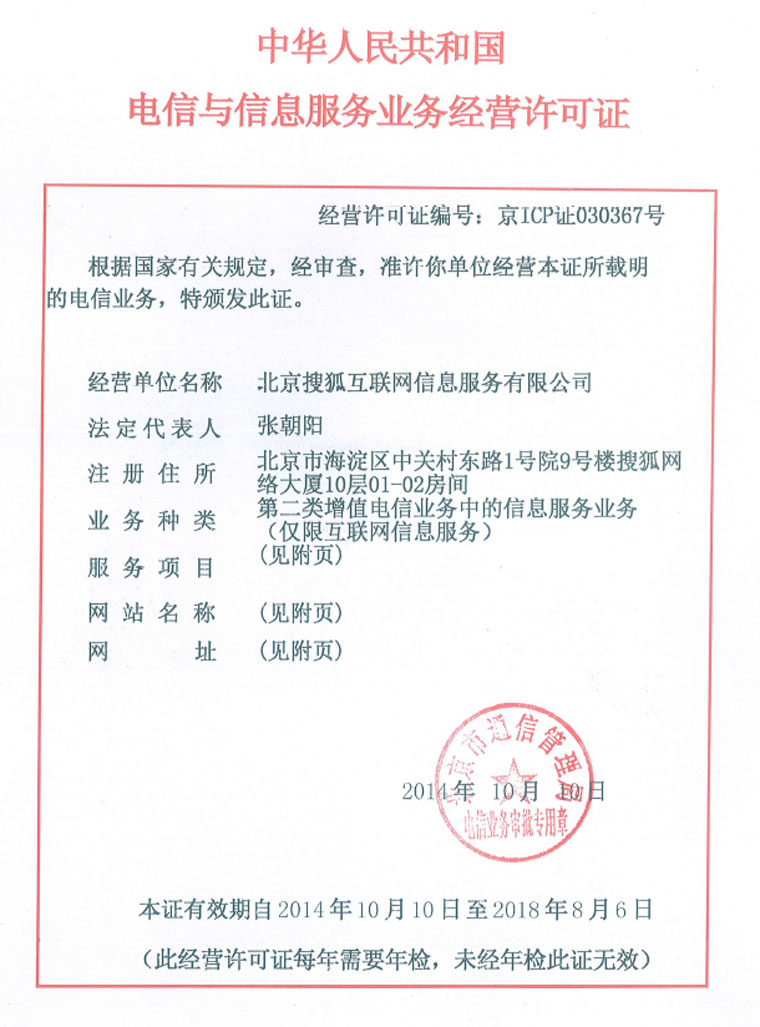 中华人民共和国
电信与信息服务业务经营许可证
经营许可证编号：京ICP证030367号
根据国家有关规定，经审查，准许你单位经营本证所载明
的电信业务，特颁发此证。
经营单位名称 北京搜狐互联网信息服务有限公司
法定代表人 张朝阳
注册住所 北京市海淀区中关村东路1号院9号楼搜狐网
络大厦10层01-02房间
业务种类 第二类增值电信业务中的信息服务业务
（仅限互联网信息服务）
服务项目 (见附页)
网站名称 (见附页)
网址 (见附页)
北京市通信管理局
2014年 10月 10日
电信业务审批专用章
本证有效期自2014年10月10日至2018年8月6日
（此经营许可证每年需要年检，未经年检此证无效）